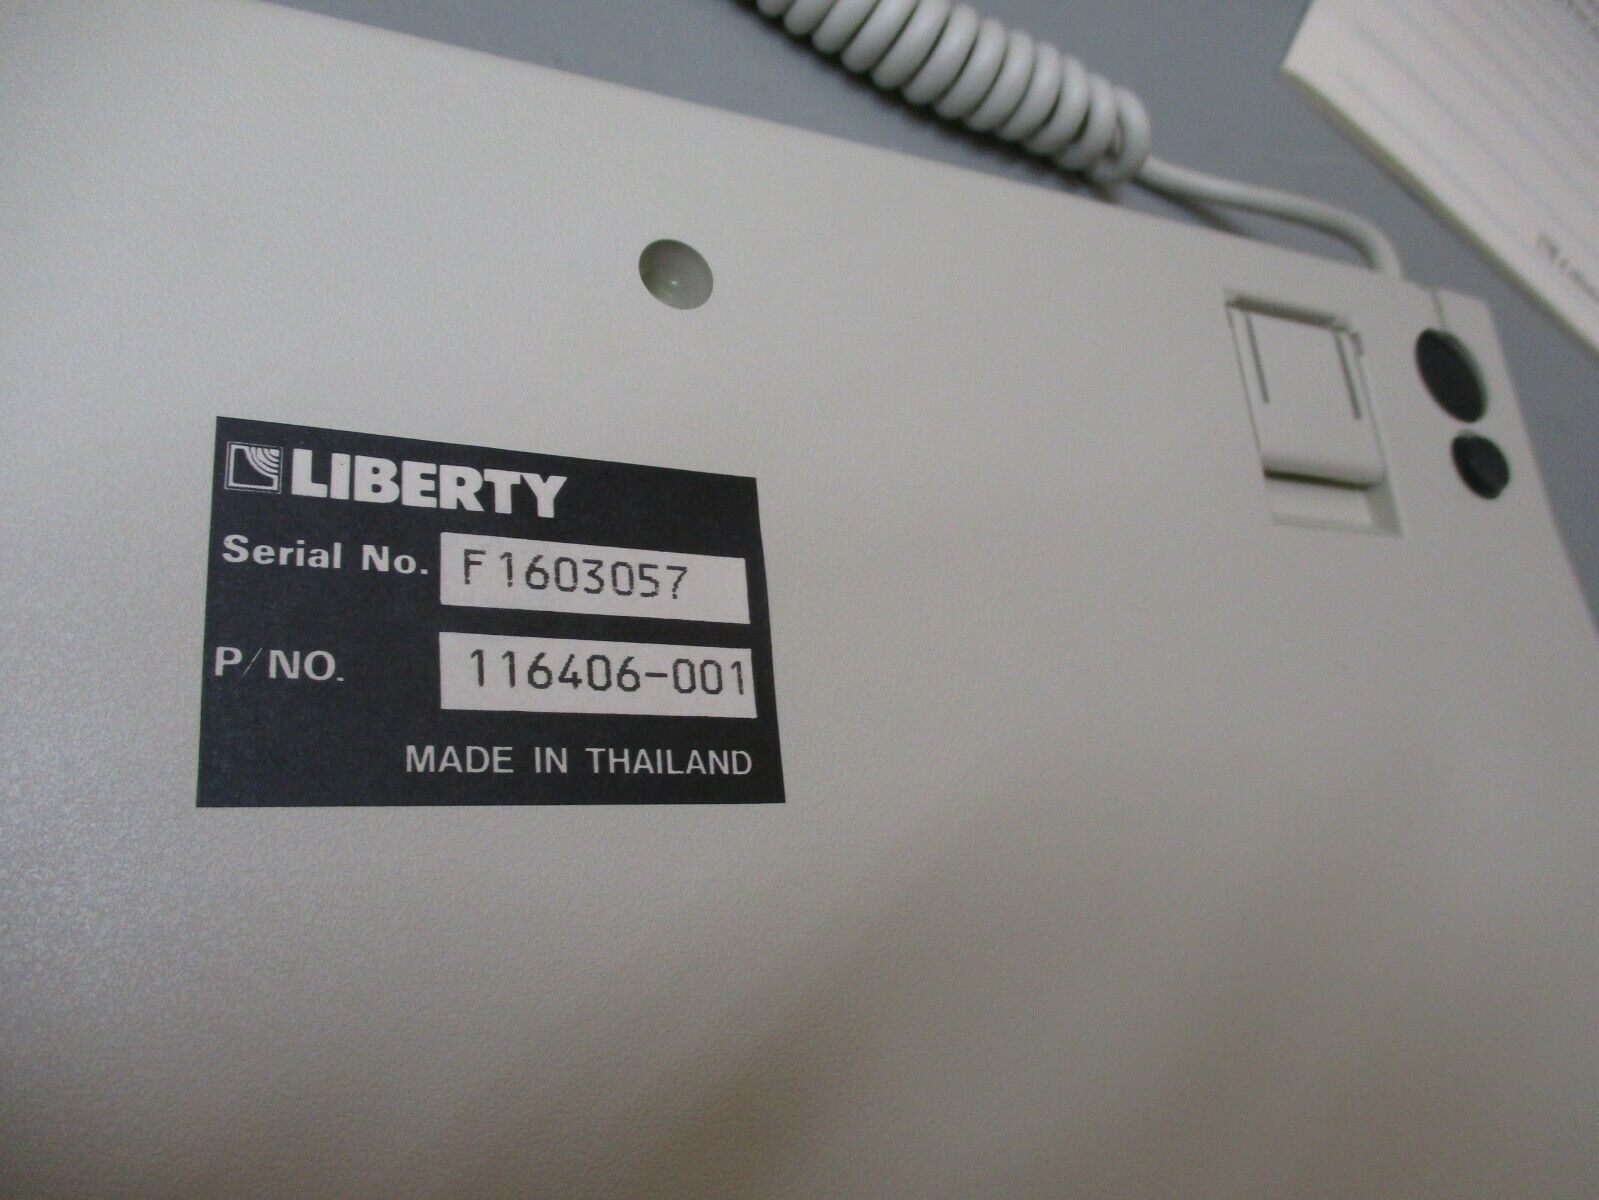 LIBERTY
Serial No. F1603057
P/NO. 116406-001
MADE IN THAILAND